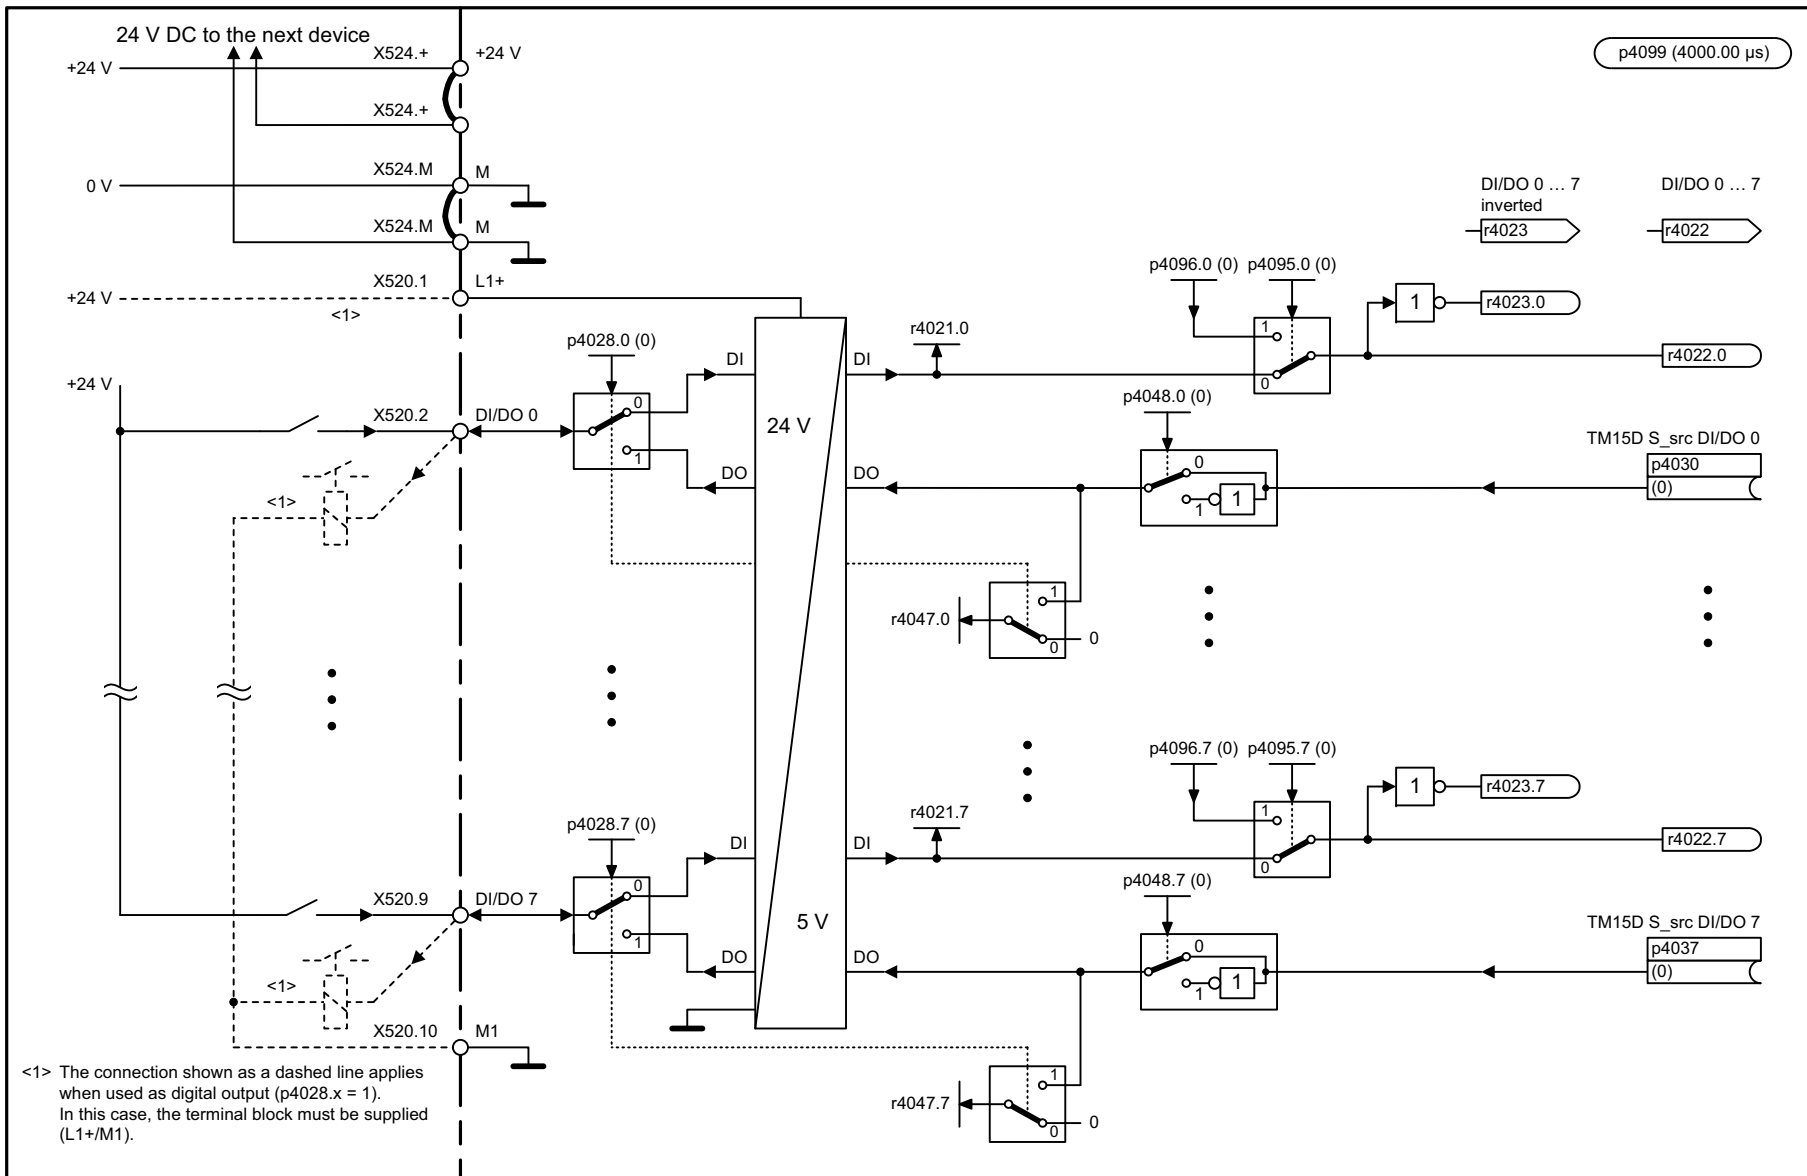 24 V DC to the next device
X524.+
+24 V
p4099 (4000.00 µs)
+24 V
X524.+
X524.M
M
0 V
DI/DO 0 … 7
inverted
DI/DO 0 … 7
X524.M
M
r4023
r4022
p4096.0 (0)
p4095.0 (0)
X520.1
L1+
+24 V
<1>
1
r4023.0
r4021.0
1
p4028.0 (0)
DI
DI
r4022.0
+24 V
0
0
p4048.0 (0)
X520.2
DI/DO 0
24 V
TM15D S_src DI/DO 0
1
0
p4030
DO
DO
(0)
<1>
1
1
1
r4047.0
0
0
p4096.7 (0)
p4095.7 (0)
1
r4023.7
r4021.7
1
p4028.7 (0)
DI
DI
r4022.7
0
0
p4048.7 (0)
X520.9
DI/DO 7
5 V
TM15D S_src DI/DO 7
1
0
p4037
DO
DO
(0)
<1>
1
1
X520.10
M1
1
r4047.7
0
0
<1> The connection shown as a dashed line applies
when used as digital output (p4028.x = 1).
In this case, the terminal block must be supplied
(L1+/M1).